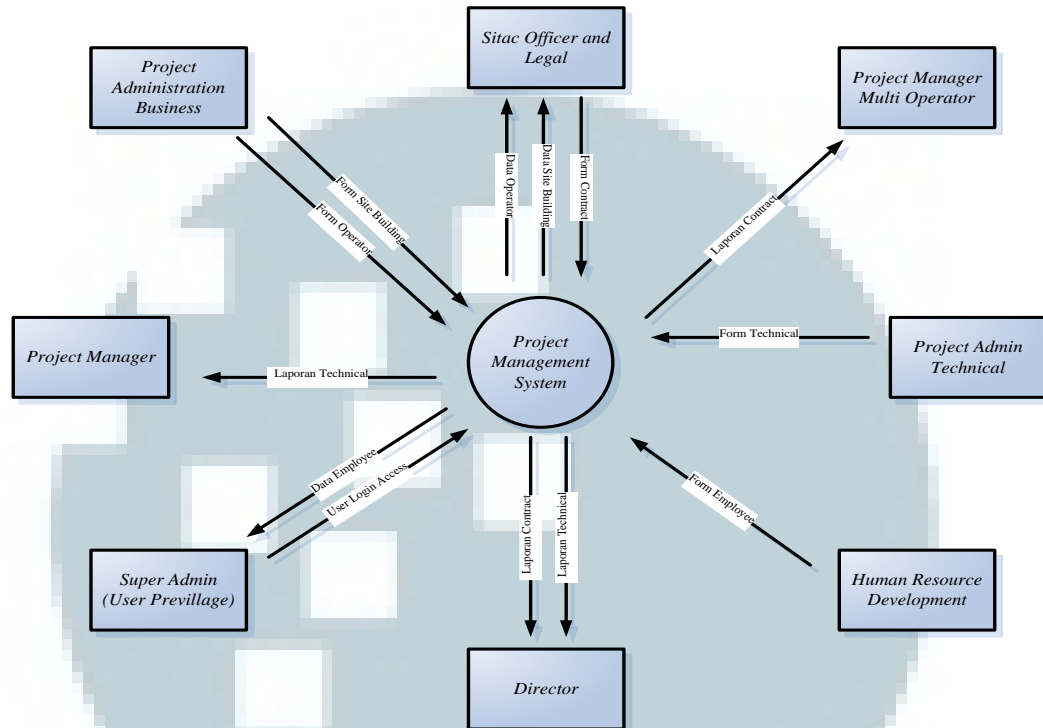 Sitac Officer and
Legal
Project
Administration
Business
Project Manager
Multi Operator
Form Site Building
Form Operator
Data Operator
Data Site Building
Form Contract
Laporan Contract
Project Manager
Laporan Technical
Project
Management
System
Form Technical
Project Admin
Technical
Data Employee
User Login Access
Laporan Contract
Laporan Technical
Form Employee
Super Admin
(User Previllage)
Human Resource
Development
Director